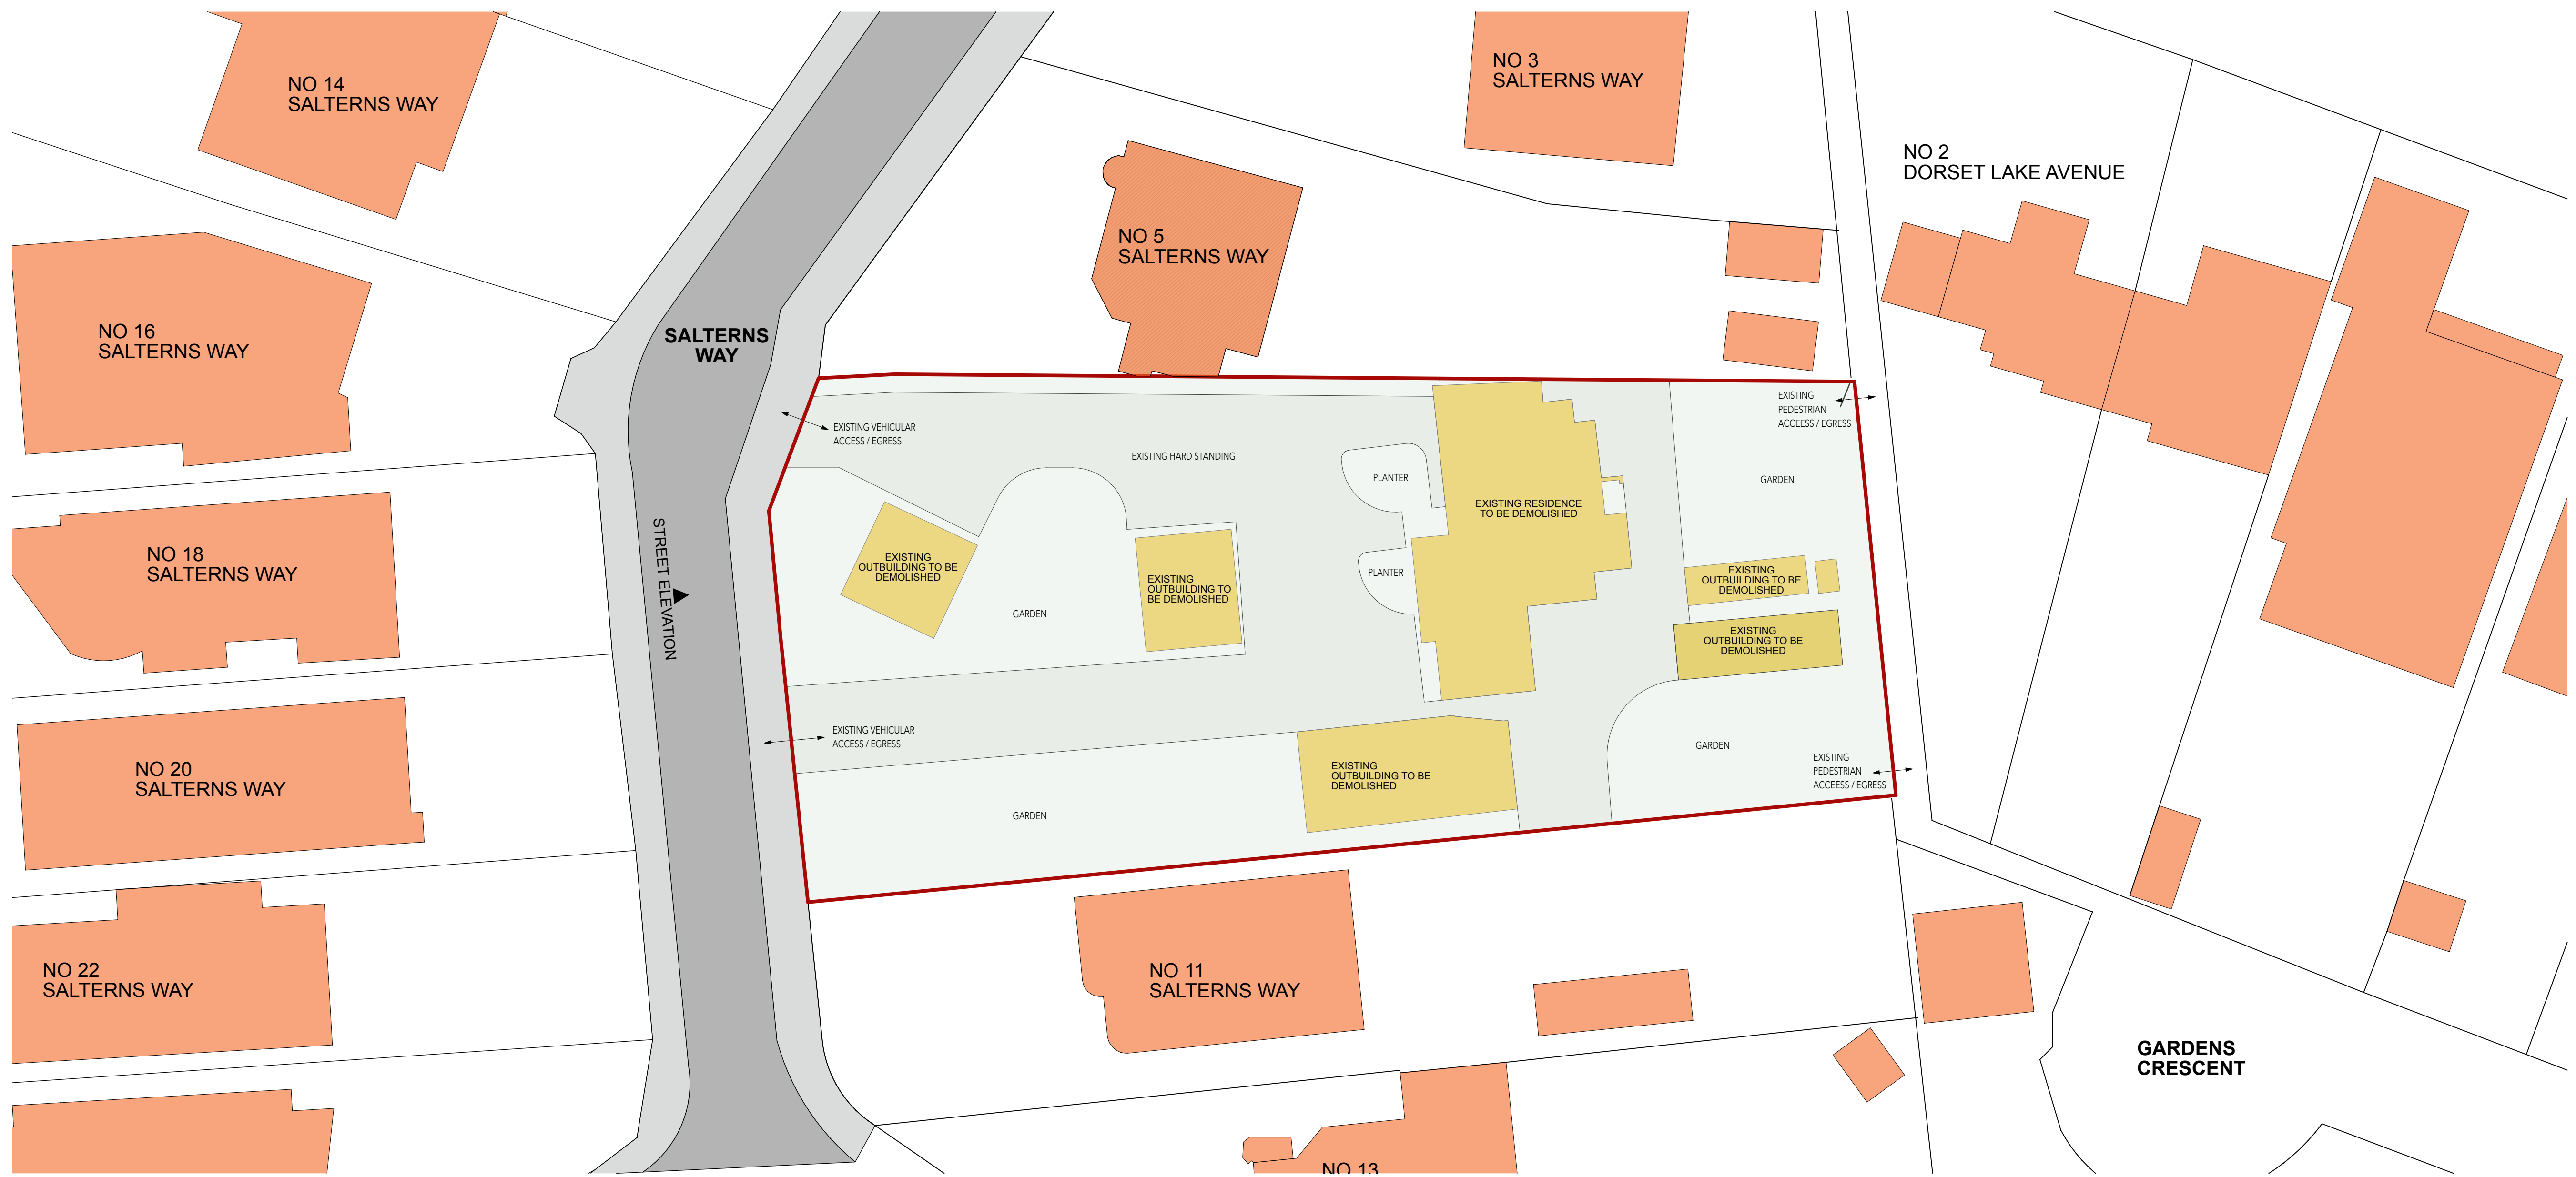 NO 14
SALTERNS WAY
NO 3
SALTERNS WAY
NO 2
DORSET LAKE AVENUE
NO 5
SALTERNS WAY
NO 16
SALTERNS WAY
SALTERNS
WAY
EXISTING
PEDESTRIAN
ACCEESS / EGRESS
EXISTING VEHICULAR
ACCESS / EGRESS
EXISTING HARD STANDING
PLANTER
GARDEN
EXISTING RESIDENCE
TO BE DEMOLISHED
NO 18
SALTERNS WAY
STREET ELEVATION
EXISTING
OUTBUILDING TO BE
DEMOLISHED
EXISTING
OUTBUILDING TO
BE DEMOLISHED
PLANTER
EXISTING
OUTBUILDING TO BE
DEMOLISHED
GARDEN
EXISTING
OUTBUILDING TO BE
DEMOLISHED
EXISTING VEHICULAR
ACCESS / EGRESS
GARDEN
NO 20
SALTERNS WAY
EXISTING
OUTBUILDING TO BE
DEMOLISHED
EXISTING
PEDESTRIAN
ACCEESS / EGRESS
GARDEN
NO 22
SALTERNS WAY
NO 11
SALTERNS WAY
GARDENS
CRESCENT
NO 13